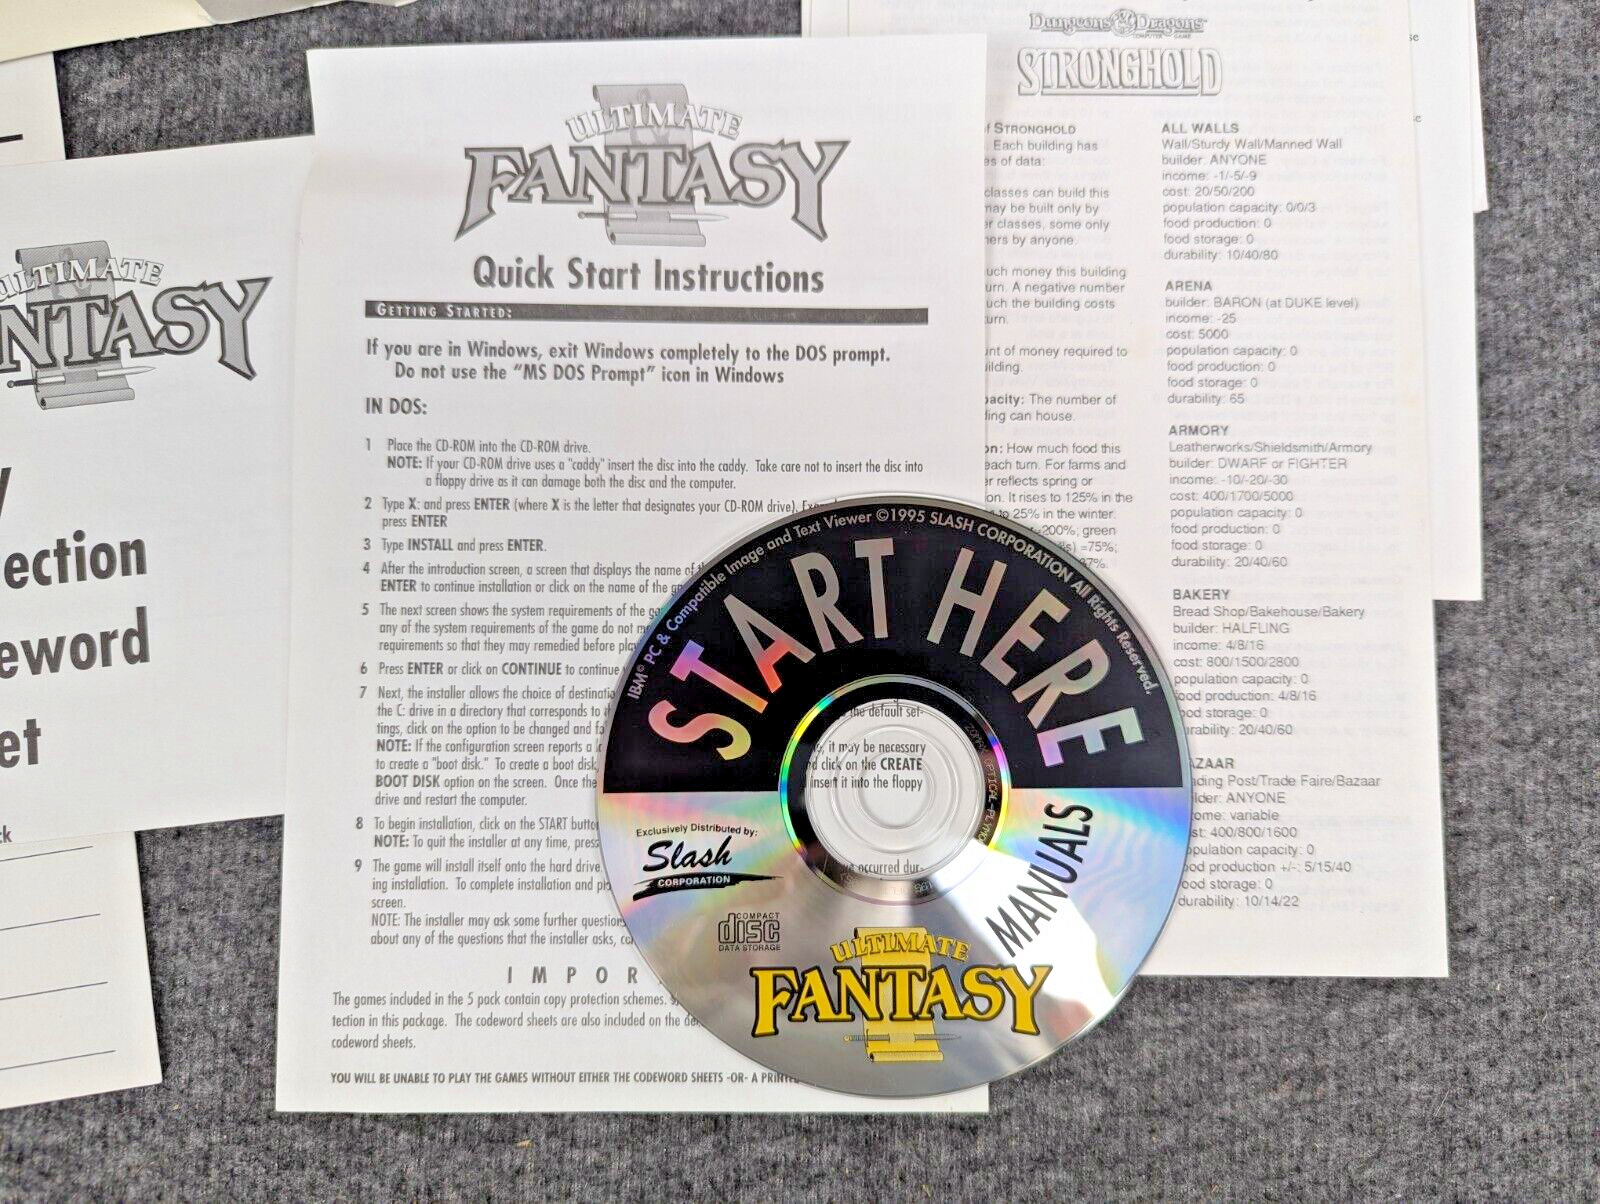 ULTIMATE
FANTASY
Quick Start Instructions
GETTING STARTED:
If you are in Windows, exit Windows completely to the DOS prompt.
Do not use the "MS DOS Prompt" icon in Windows
IN DOS:
1 Place the CD-ROM into the CD-ROM drive.
NOTE: If your CD-ROM drive uses a "caddy" insert the disc into the caddy. Take care not to insert the disc into
a floppy drive as it can damage both the disc and the computer.
2 Type X: and press ENTER (where X is the letter that designates your CD-ROM drive).
press ENTER
3 Type INSTALL and press ENTER.
4 After the introduction screen, a screen that displays the name of
ENTER to continue installation or click on the name of the
5 The next screen shows the system requirements of the
any of the system requirements of the game do not
requirements so that they may remedied before
6 Press ENTER or click on CONTINUE to continue
7 Next, the installer allows the choice of
the C: drive in a directory that corresponds to the default set-
tings, click on the option to be changed and
NOTE: If the configuration screen reports a it may be necessary
to create a "boot disk." To create a boot disk, click on the CREATE
BOOT DISK option on the screen. Once the insert it into the floppy
drive and restart the computer.
8 To begin installation, click on the START
NOTE: To quit the installer at any time,
9 The game will install itself onto the hard drive. occurred dur-
ing installation. To complete installation and
screen.
NOTE: The installer may ask some further
about any of the questions that the installer asks,
IMPOR
The games included in the 5 pack contain copy protection schemes.
tection in this package. The codeword sheets are also included on the
codeword sheets.
YOU WILL BE UNABLE TO PLAY THE GAMES WITHOUT EITHER THE CODEWORD SHEETS -OR- A
IBM® PC & Compatible Image and Text Viewer ©1995 SLASH CORPORATION All Rights Reserved.
START HERE
MANUALS
Exclusively Distributed by:
Slash
CORPORATION
COMPACT
disc
DATA STORAGE
ULTIMATE
FANTASY
ULTIMATE
NTASY
y
ection
eword
et
ck
Dungeons & Dragons
COMPUTER GAME
STRONGHOLD
of STRONGHOLD
Each building has
of data:
classes can build this
may be built only by
classes, some only
by anyone.
much money this building
turn. A negative number
the building costs
turn.
of money required to
The number of
can house.
How much food this
each turn. For farms and
reflects spring or
It rises to 125% in the
to 25% in the winter.
=200%; green
=75%;
ALL WALLS
Wall/Sturdy Wall/Manned Wall
builder: ANYONE
income: -1/-5/-9
cost: 20/50/200
population capacity: 0/0/3
food production: 0
food storage: 0
durability: 10/40/80
ARENA
builder: BARON (at DUKE level)
income: -25
cost: 5000
population capacity: 0
food production: 0
food storage: 0
durability: 65
ARMORY
Leatherworks/Shieldsmith/Armory
builder: DWARF or FIGHTER
income: -10/-20/-30
cost: 400/1700/5000
population capacity: 0
food production: 0
food storage: 0
durability: 20/40/60
BAKERY
Bread Shop/Bakehouse/Bakery
builder: HALFLING
income: 4/8/16
cost: 800/1500/2800
population capacity: 0
food production: 4/8/16
food storage: 0
durability: 20/40/60
AZAAR
ding Post/Trade Faire/Bazaar
lder: ANYONE
ome: variable
st: 400/800/1600
opulation capacity: 0
ood production +/-: 5/15/40
ood storage: 0
durability: 10/14/22